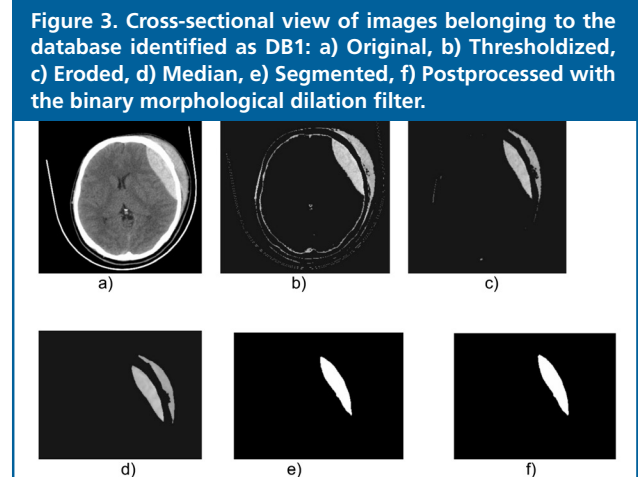 Figure 3. Cross-sectional view of images belonging to the
database identified as DB1: a) Original, b) Thresholdized,
c) Eroded, d) Median, e) Segmented, f) Postprocessed with
the binary morphological dilation filter.
a) b) c)
d) e) f)